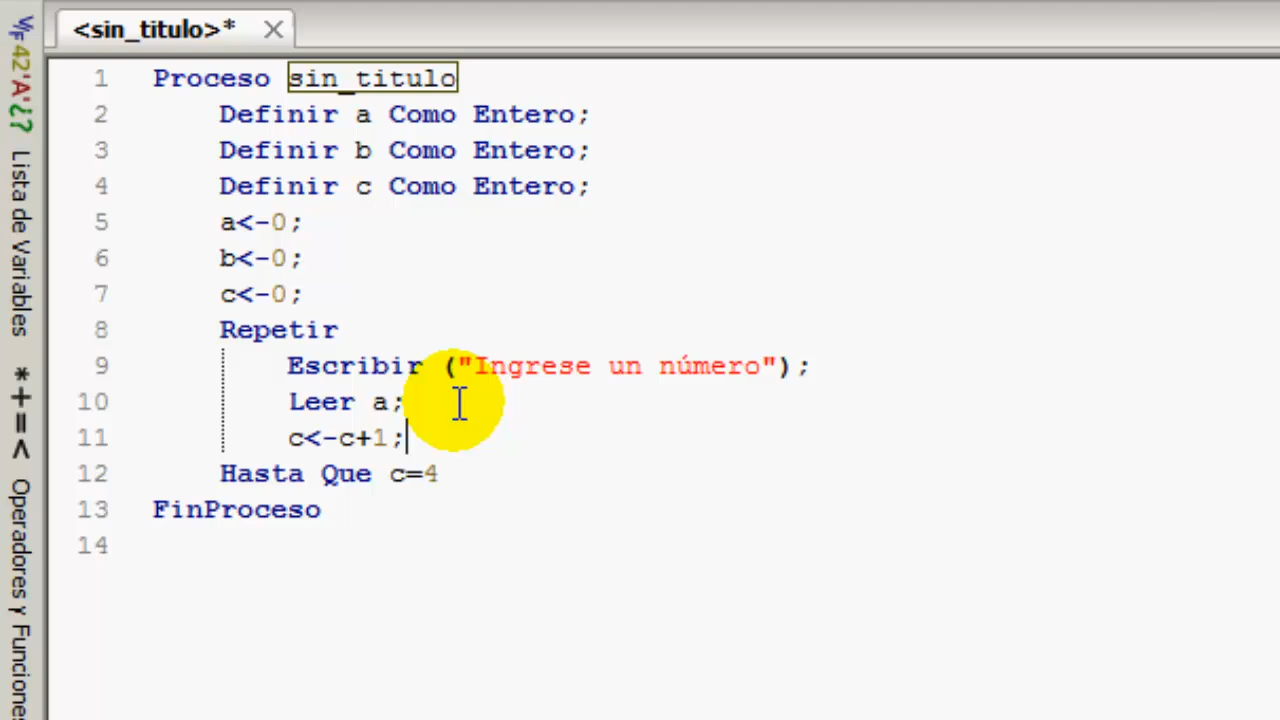 <sin_titulo>*
1 Proceso sin_titulo
2 Definir a Como Entero;
3 Definir b Como Entero;
4 Definir c Como Entero;
5 a<-0;
6 b<-0;
7 c<-0;
8 Repetir
9 Escribir ("Ingrese un número");
10 Leer a;
11 c<-c+1;
12 Hasta Que c=4
13 FinProceso
14
42'A'¿?
Lista de Variables
*+=<
Operadores y Funciones